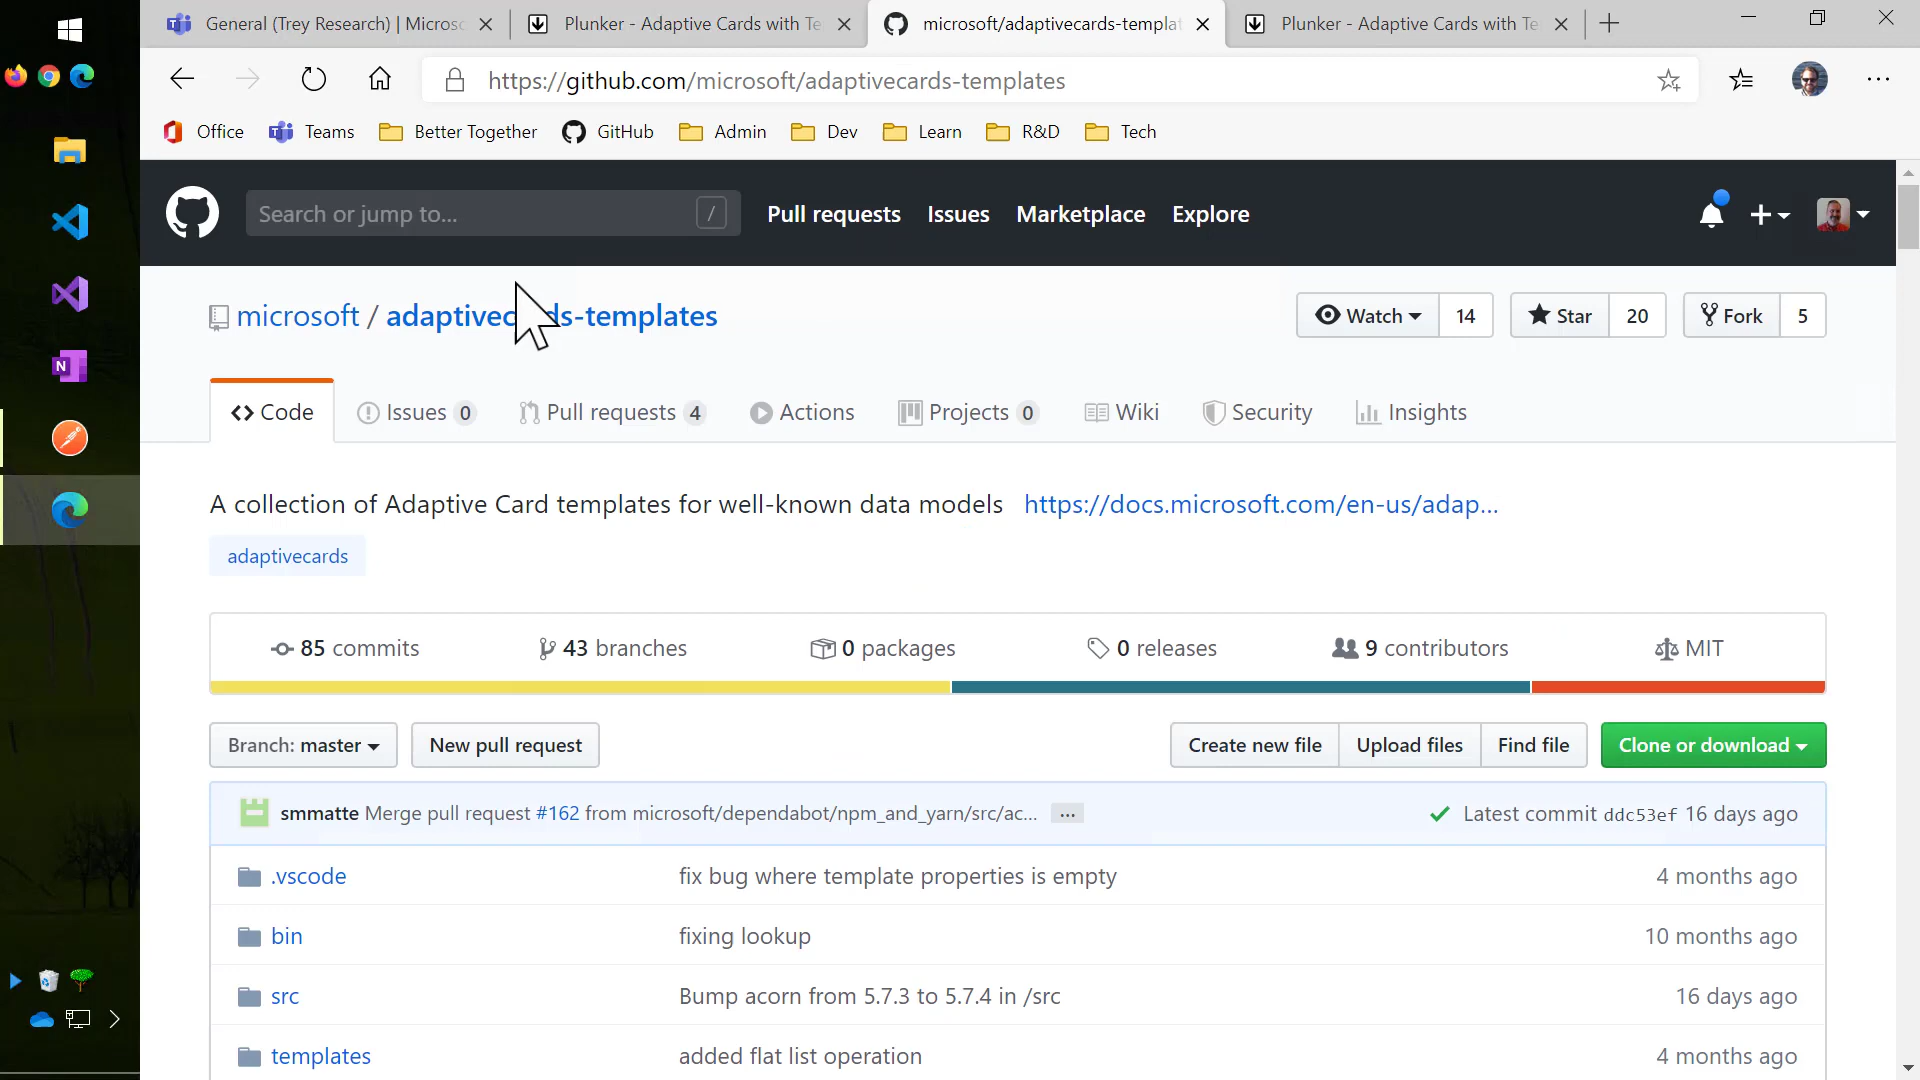 General (Trey Research) | Microso
Plunker - Adaptive Cards with Te
microsoft/adaptivecards-templat
Plunker - Adaptive Cards with Te
https://github.com/microsoft/adaptivecards-templates
Office Teams Better Together GitHub Admin Dev Learn R&D Tech
Search or jump to... / Pull requests Issues Marketplace Explore
microsoft / adaptivecards-templates
Watch 14 Star 20 Fork 5
Code Issues 0 Pull requests 4 Actions Projects 0 Wiki Security Insights
A collection of Adaptive Card templates for well-known data models https://docs.microsoft.com/en-us/adap...
adaptivecards
85 commits 43 branches 0 packages 0 releases 9 contributors MIT
Branch: master New pull request Create new file Upload files Find file Clone or download
smmatte Merge pull request #162 from microsoft/dependabot/npm_and_yarn/src/ac... ... Latest commit ddc53ef 16 days ago
.vscode fix bug where template properties is empty 4 months ago
bin fixing lookup 10 months ago
src Bump acorn from 5.7.3 to 5.7.4 in /src 16 days ago
templates added flat list operation 4 months ago